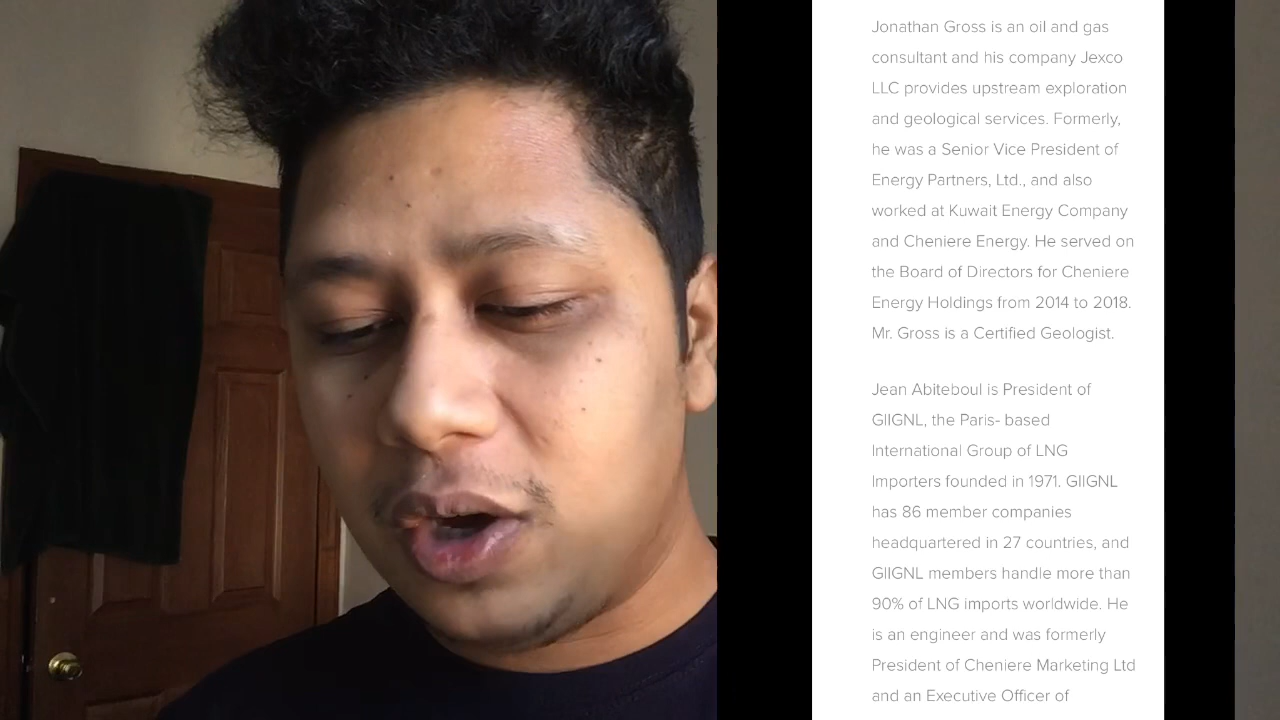 Jonathan Gross is an oil and gas
consultant and his company Jexco
LLC provides upstream exploration
and geological services. Formerly,
he was a Senior Vice President of
Energy Partners, Ltd., and also
worked at Kuwait Energy Company
and Cheniere Energy. He served on
the Board of Directors for Cheniere
Energy Holdings from 2014 to 2018.
Mr. Gross is a Certified Geologist.
Jean Abiteboul is President of
GIIGNL, the Paris- based
International Group of LNG
Importers founded in 1971. GIIGNL
has 86 member companies
headquartered in 27 countries, and
GIIGNL members handle more than
90% of LNG imports worldwide. He
is an engineer and was formerly
President of Cheniere Marketing Ltd
and an Executive Officer of